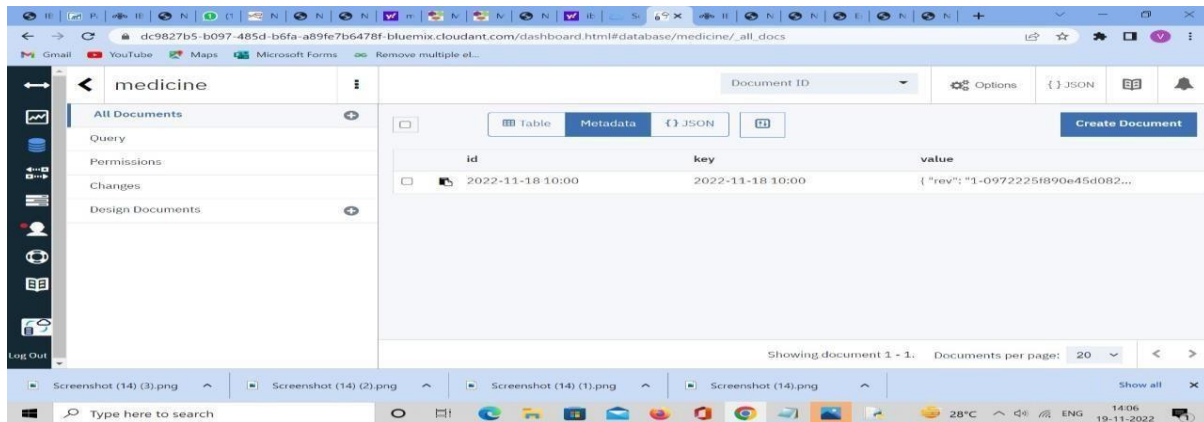 dc9827b5-b097-485d-b6fa-a89fe7b6478f-bluemix.cloudant.com/dashboard.html#database/medicine/_all_docs
Gmail YouTube Maps Microsoft Forms Remove multiple el...
medicine Document ID Options {} JSON
All Documents
Table Metadata {} JSON Create Document
Query
Permissions id key value
Changes 2022-11-18 10:00 2022-11-18 10:00 { "rev": "1-0972225f890e45d082...
Design Documents
Log Out Showing document 1 - 1. Documents per page: 20
Screenshot (14) (3).png Screenshot (14) (2).png Screenshot (14) (1).png Screenshot (14).png Show all
Type here to search 28°C ENG 14:06
19-11-2022